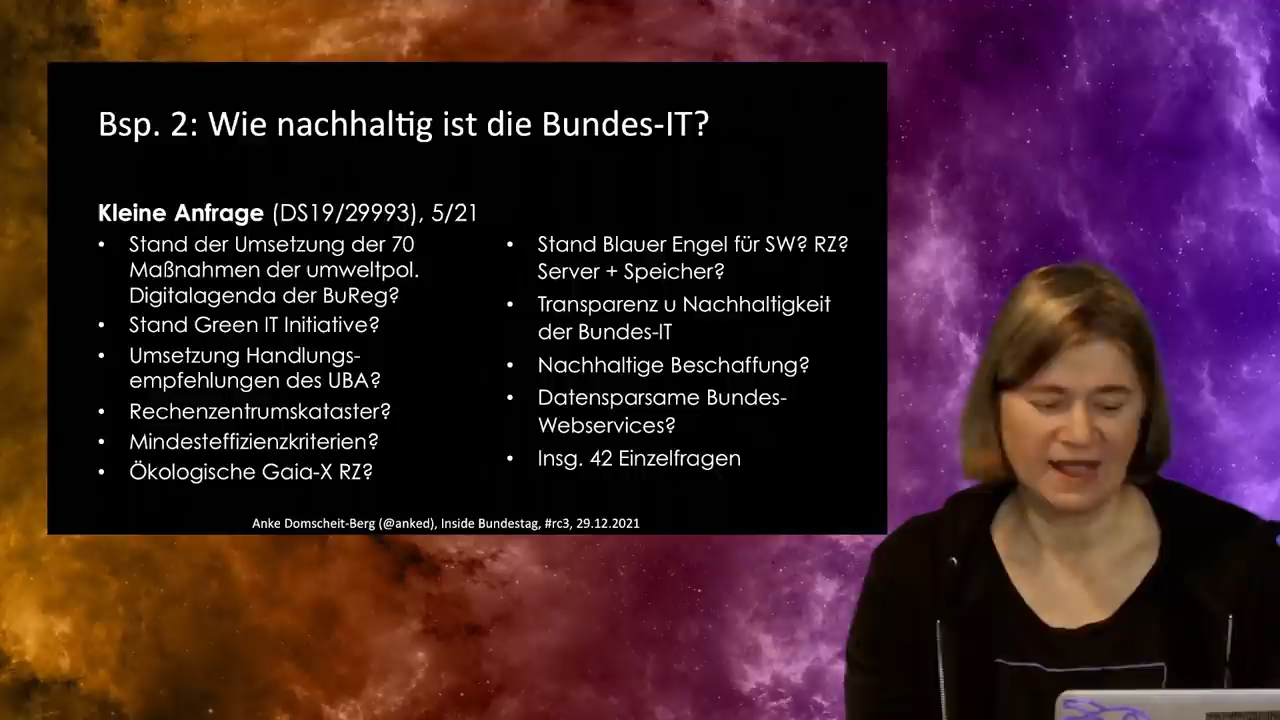 Bsp. 2: Wie nachhaltig ist die Bundes-IT?
Kleine Anfrage (DS19/29993), 5/21
• Stand der Umsetzung der 70
Maßnahmen der umweltpol.
Digitalagenda der BuReg?
• Stand Green IT Initiative?
• Umsetzung Handlungs-
empfehlungen des UBA?
• Rechenzentrumskataster?
• Mindesteffizienzkriterien?
• Ökologische Gaia-X RZ?
• Stand Blauer Engel für SW? RZ?
Server + Speicher?
• Transparenz u Nachhaltigkeit
der Bundes-IT
• Nachhaltige Beschaffung?
• Datensparsame Bundes-
Webservices?
• Insg. 42 Einzelfragen
Anke Domscheit-Berg (@anked), Inside Bundestag, #rc3, 29.12.2021